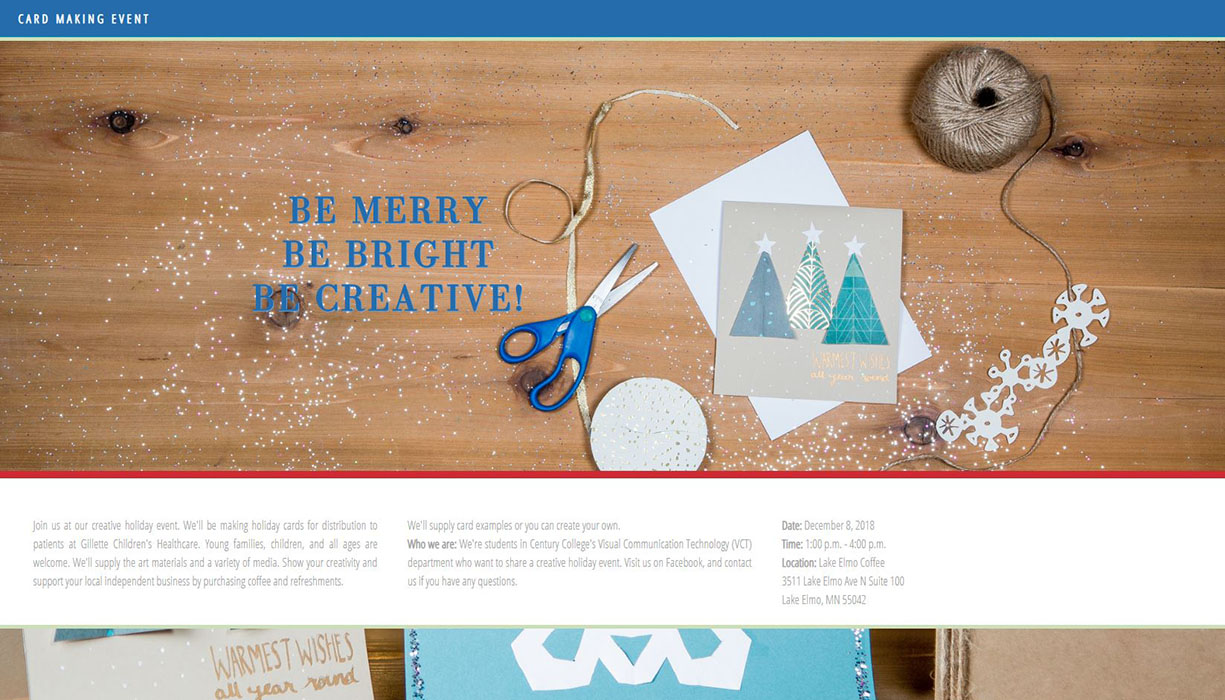 CARD MAKING EVENT
BE MERRY
BE BRIGHT
BE CREATIVE!
WARMEST WISHES
all year round
Join us at our creative holiday event. We'll be making holiday cards for distribution to
patients at Gillette Children's Healthcare. Young families, children, and all ages are
welcome. We'll supply the art materials and a variety of media. Show your creativity and
support your local independent business by purchasing coffee and refreshments.
We'll supply card examples or you can create your own.
Who we are: We're students in Century College's Visual Communication Technology (VCT)
department who want to share a creative holiday event. Visit us on Facebook, and contact
us if you have any questions.
Date: December 8, 2018
Time: 1:00 p.m. - 4:00 p.m.
Location: Lake Elmo Coffee
3511 Lake Elmo Ave N Suite 100
Lake Elmo, MN 55042
WARMEST WISHES
all year round